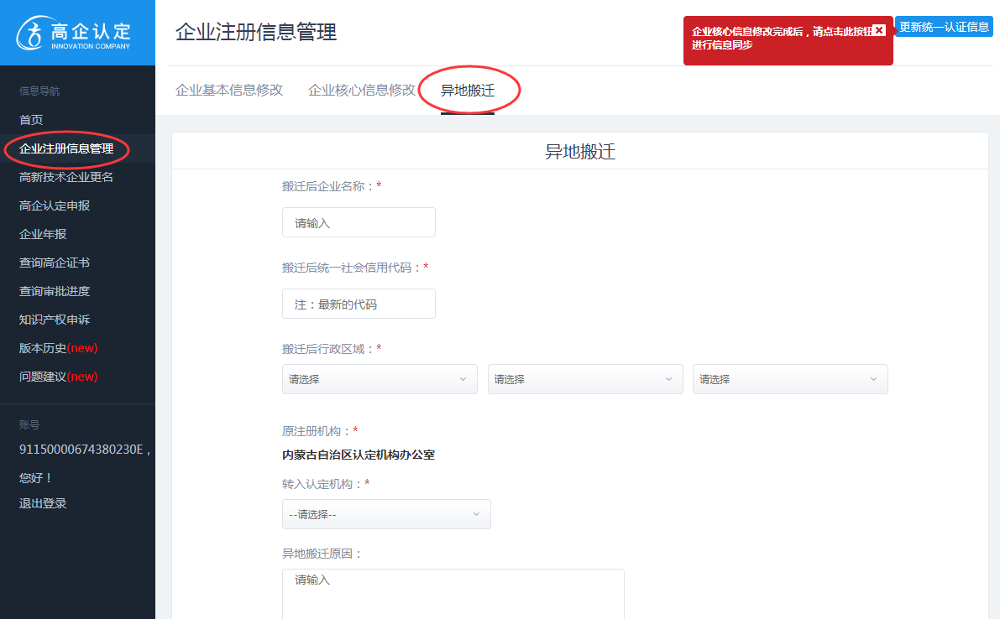 高企认定
INNOVATION COMPANY
信息导航
首页
企业注册信息管理
高新技术企业更名
高企认定申报
企业年报
查询高企证书
查询审批进度
知识产权申诉
版本历史(new)
问题建议(new)
账号
91150000674380230E，
您好！
退出登录
企业注册信息管理
企业核心信息修改完成后，请点击此按钮
进行信息同步
更新统一认证信息
企业基本信息修改 企业核心信息修改 异地搬迁
异地搬迁
搬迁后企业名称：*
请输入
搬迁后统一社会信用代码：*
注：最新的代码
搬迁后行政区域：*
请选择 请选择 请选择
原注册机构：*
内蒙古自治区认定机构办公室
转入认定机构：*
--请选择--
异地搬迁原因：
请输入